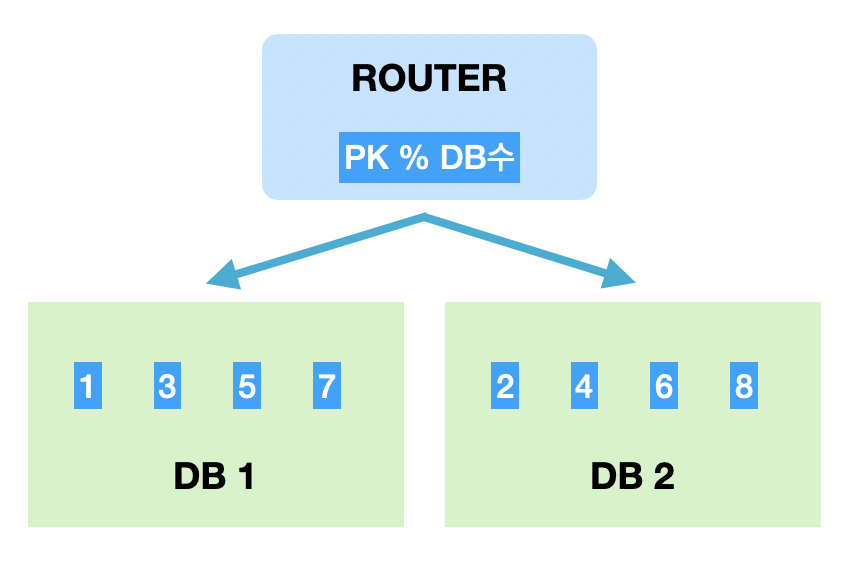 ROUTER
PK % DB수
1 3 5 7
DB 1
2 4 6 8
DB 2